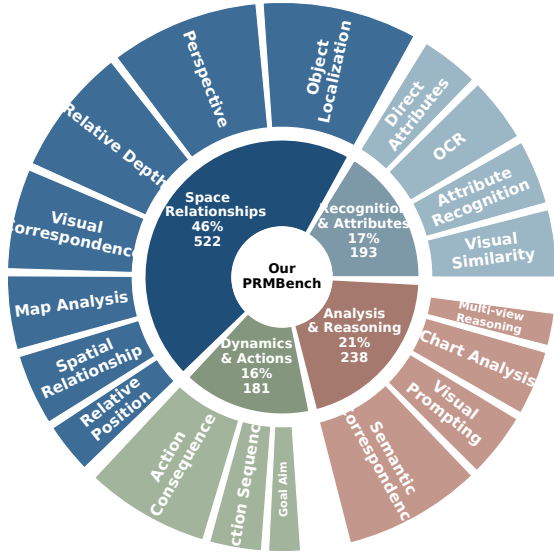 Our
PRMBench
Space
Relationships
46%
522
Recognition
& Attributes
17%
193
Analysis
& Reasoning
21%
238
Dynamics
& Actions
16%
181
Object
Localization
Perspective
Relative Depth
Visual
Correspondence
Map Analysis
Spatial
Relationship
Relative
Position
Direct
Attributes
OCR
Attribute
Recognition
Visual
Similarity
Multi-view
Reasoning
Chart Analysis
Visual
Prompting
Semantic
Correspondence
Goal Aim
Action Sequence
Action
Consequence